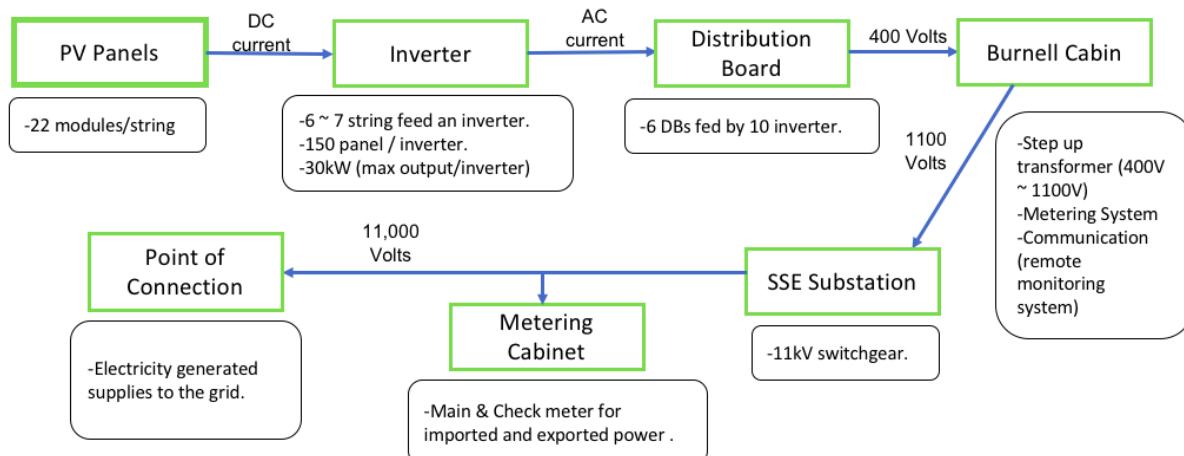 PV Panels
DC
current
Inverter
AC
current
Distribution
Board
400 Volts
Burnell Cabin
-22 modules/string
-6 ~ 7 string feed an inverter.
-150 panel / inverter.
-30kW (max output/inverter)
-6 DBs fed by 10 inverter.
1100
Volts
-Step up
transformer (400V
~ 1100V)
-Metering System
-Communication
(remote
monitoring
system)
Point of
Connection
11,000
Volts
SSE Substation
Metering
Cabinet
-Electricity generated
supplies to the grid.
-11kV switchgear.
-Main & Check meter for
imported and exported power .